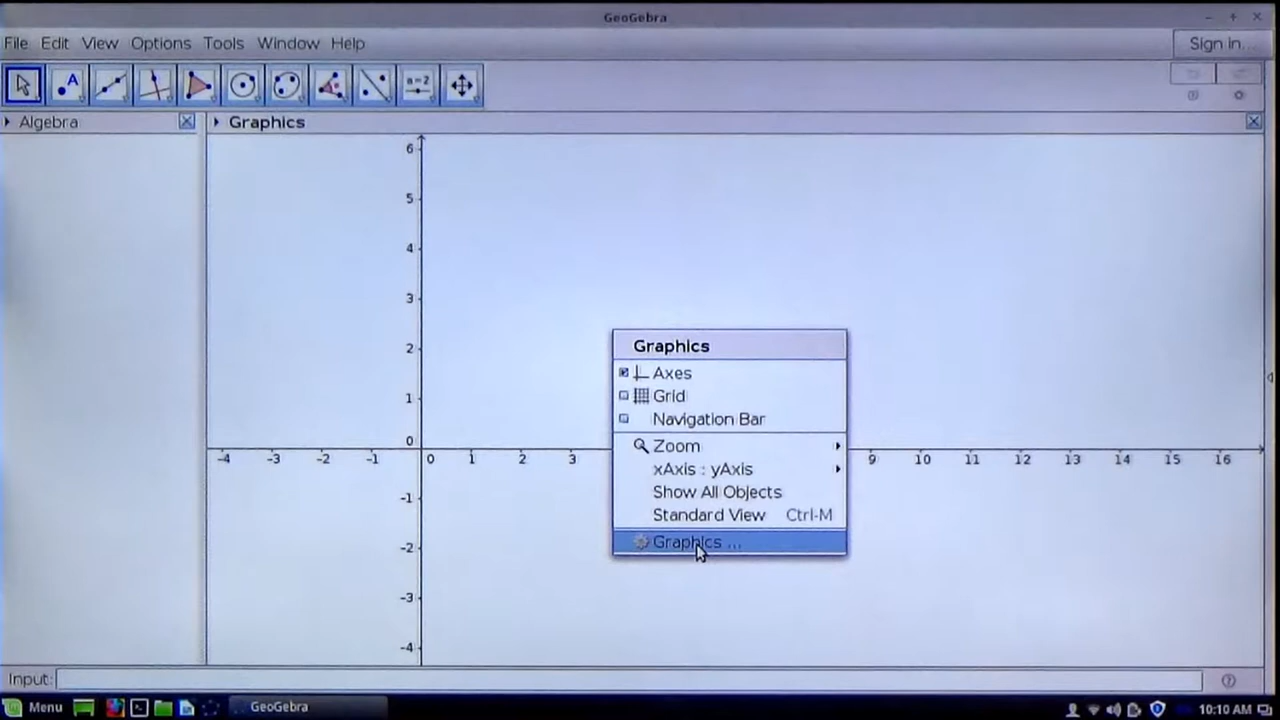 GeoGebra
File Edit View Options Tools Window Help
Sign in...
A
a=2
Algebra
Graphics
6
5
4
3
2
1
0
-4 -3 -2 -1 0 1 2 3 9 10 11 12 13 14 15 16
-1
-2
-3
-4
Graphics
Axes
Grid
Navigation Bar
Zoom
xAxis : yAxis
Show All Objects
Standard View Ctrl-M
Graphics ...
Input:
Menu
GeoGebra
10:10 AM